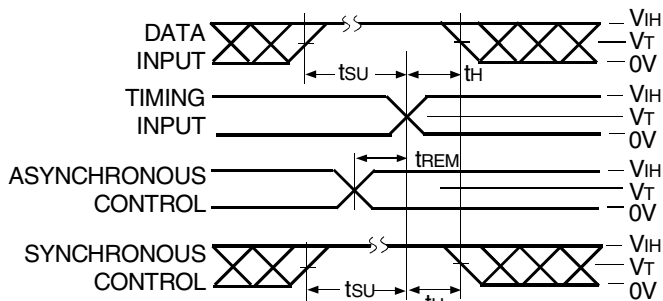 DATA
INPUT
VIH
VT
0V
tSU
tH
TIMING
INPUT
VIH
VT
0V
tREM
ASYNCHRONOUS
CONTROL
VIH
VT
0V
SYNCHRONOUS
CONTROL
VIH
VT
0V
tSU